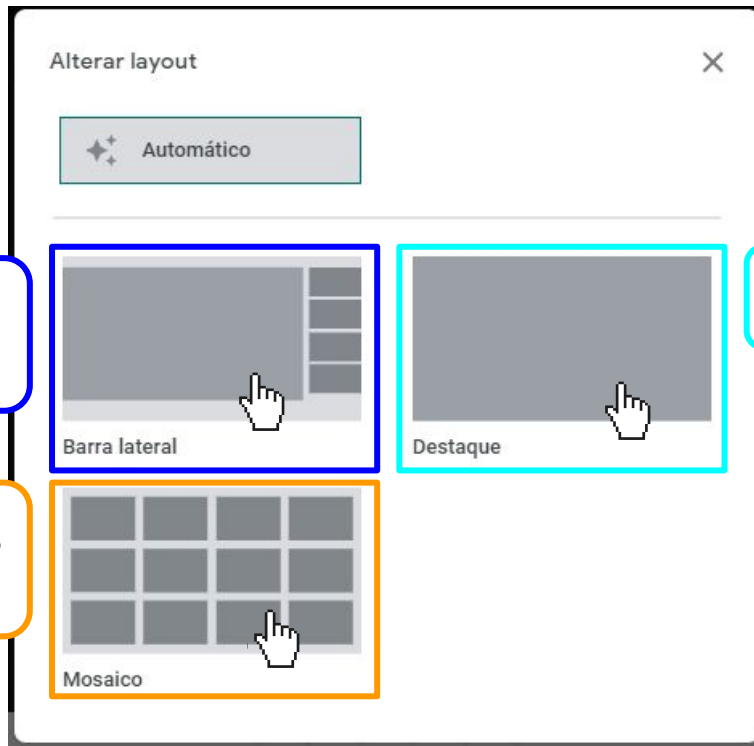 Alterar layout
Automático
Barra lateral
Destaque
Mosaico